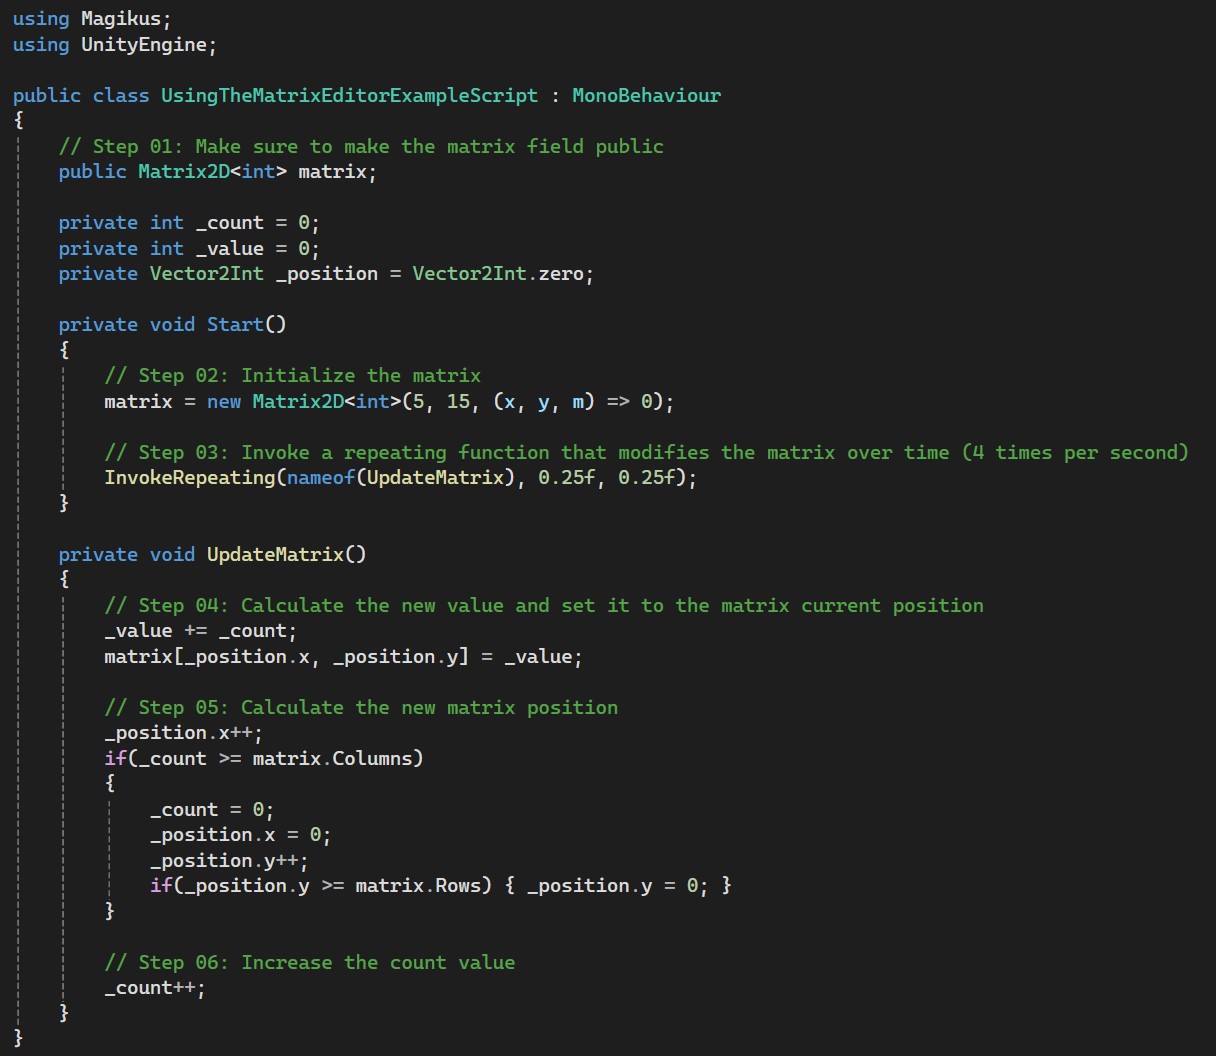 using Magikus;
using UnityEngine;

public class UsingTheMatrixEditorExampleScript : MonoBehaviour
{
    // Step 01: Make sure to make the matrix field public
    public Matrix2D<int> matrix;

    private int _count = 0;
    private int _value = 0;
    private Vector2Int _position = Vector2Int.zero;

    private void Start()
    {
        // Step 02: Initialize the matrix
        matrix = new Matrix2D<int>(5, 15, (x, y, m) => 0);

        // Step 03: Invoke a repeating function that modifies the matrix over time (4 times per second)
        InvokeRepeating(nameof(UpdateMatrix), 0.25f, 0.25f);
    }

    private void UpdateMatrix()
    {
        // Step 04: Calculate the new value and set it to the matrix current position
        _value += _count;
        matrix[_position.x, _position.y] = _value;

        // Step 05: Calculate the new matrix position
        _position.x++;
        if(_count >= matrix.Columns)
        {
            _count = 0;
            _position.x = 0;
            _position.y++;
            if(_position.y >= matrix.Rows) { _position.y = 0; }
        }

        // Step 06: Increase the count value
        _count++;
    }
}